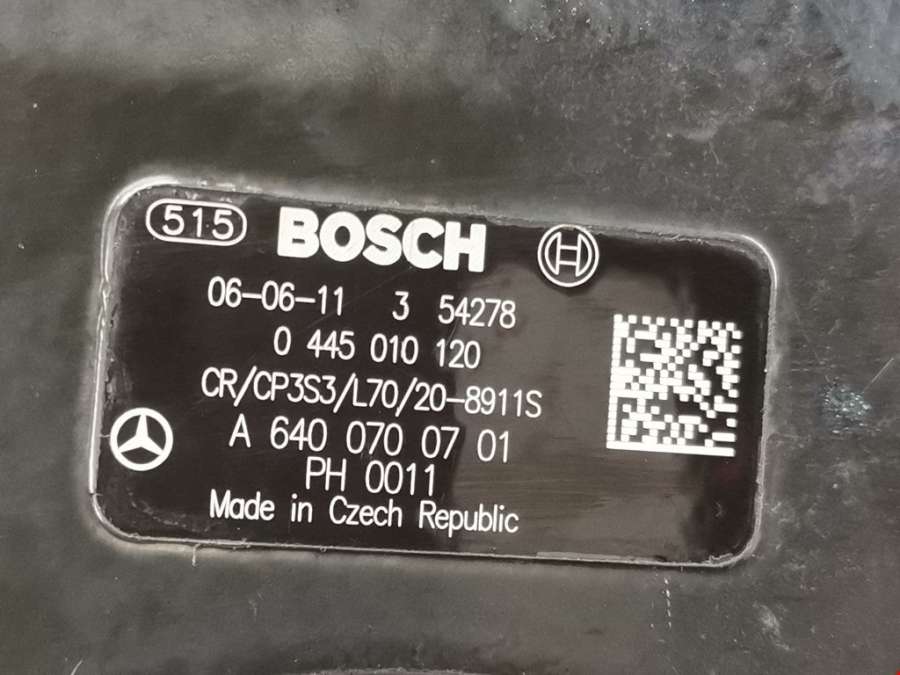 515 BOSCH
06-06-11 3 54278
0 445 010 120
CR/CP3S3/L70/20-8911S
A 640 070 07 01
PH 0011
Made in Czech Republic